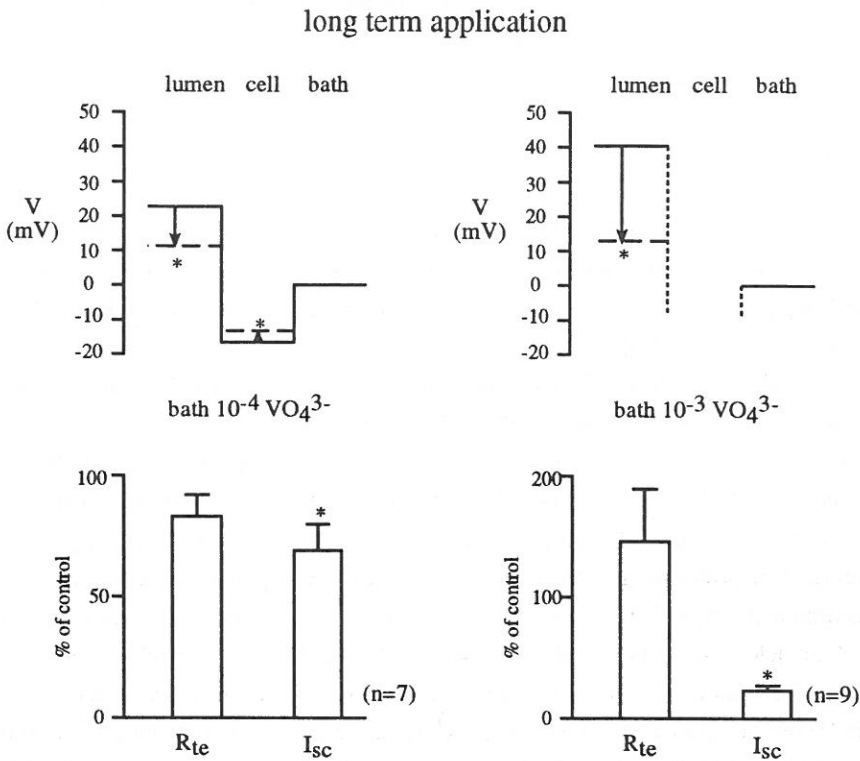 long term application
lumen cell bath
50
40
30
20
10
0
-10
-20
V
(mV)
*
*
bath 10⁻⁴ VO₄³⁻
lumen cell bath
50
40
30
20
10
0
-10
-20
V
(mV)
*
bath 10⁻³ VO₄³⁻
100
50
0
% of control
*
(n=7)
Rte Isc
200
100
0
% of control
*
(n=9)
Rte Isc